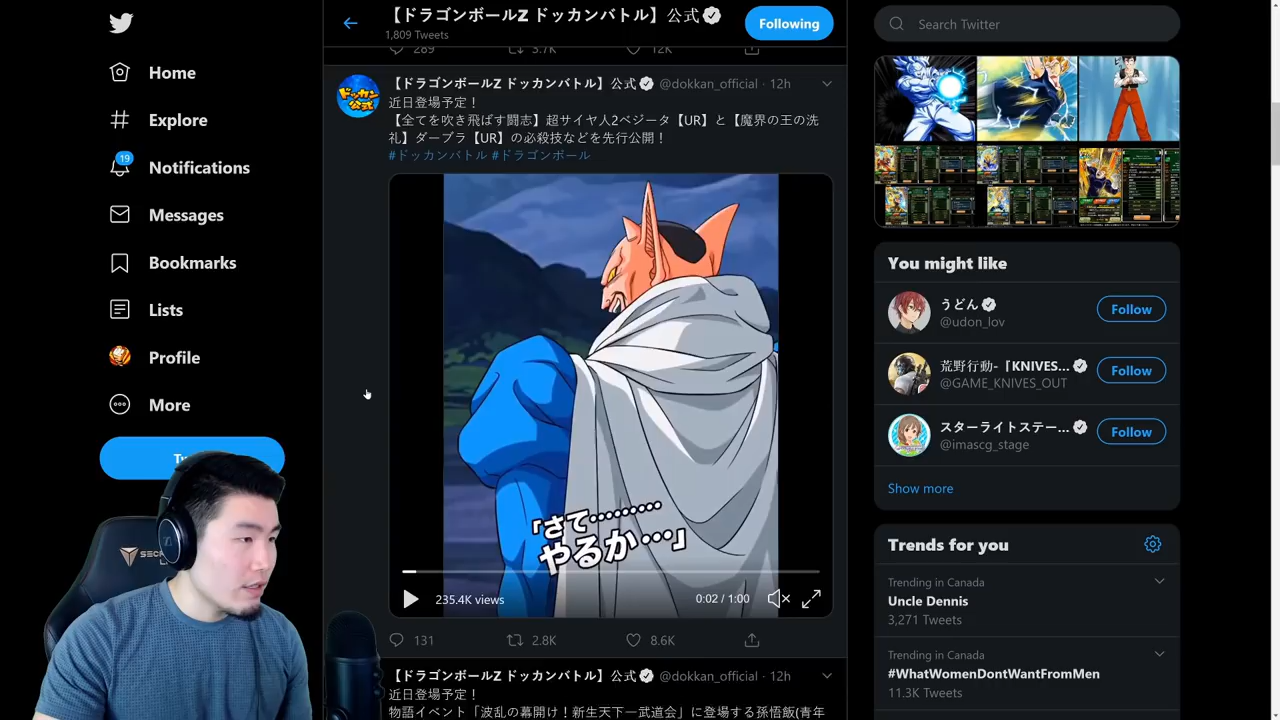 【ドラゴンボールZ ドッカンバトル】公式
1,809 Tweets
Following
Search Twitter
Home
Explore
19
Notifications
Messages
Bookmarks
Lists
Profile
More
289
3.7K
12K
【ドラゴンボールZ ドッカンバトル】公式 @dokkan_official · 12h
近日登場予定！
【全てを吹き飛ばす闘志】超サイヤ人2ベジータ【UR】と【魔界の王の洗
礼】ダーブラ【UR】の必殺技などを先行公開！
#ドッカンバトル #ドラゴンボール
ドッカン
公式
「さて………
やるか…」
235.4K views
0:02 / 1:00
131
2.8K
8.6K
【ドラゴンボールZ ドッカンバトル】公式 @dokkan_official · 12h
近日登場予定！
物語イベント「波乱の幕開け！新生天下一武道会」に登場する孫悟飯(青年
You might like
うどん
@udon_lov
Follow
荒野行動-『KNIVES...
@GAME_KNIVES_OUT
Follow
スターライトステー...
@imascg_stage
Follow
Show more
Trends for you
Trending in Canada
Uncle Dennis
3,271 Tweets
Trending in Canada
#WhatWomenDontWantFromMen
11.3K Tweets